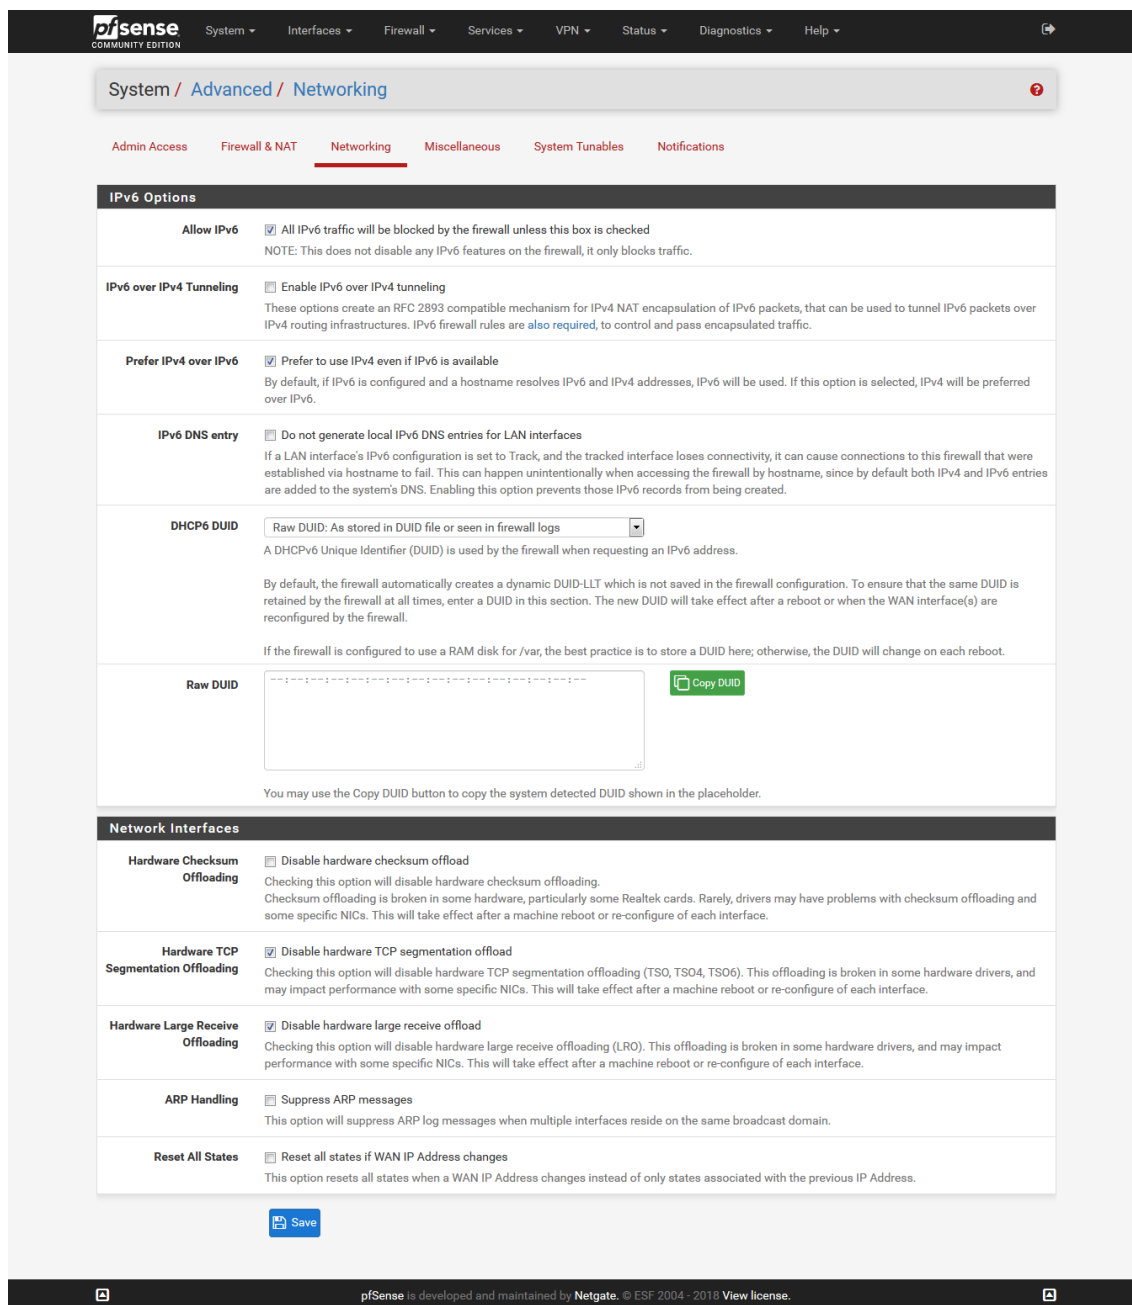 pfsense
COMMUNITY EDITION
System Interfaces Firewall Services VPN Status Diagnostics Help
System / Advanced / Networking
Admin Access Firewall & NAT Networking Miscellaneous System Tunables Notifications
IPv6 Options
Allow IPv6 All IPv6 traffic will be blocked by the firewall unless this box is checked
NOTE: This does not disable any IPv6 features on the firewall, it only blocks traffic.
IPv6 over IPv4 Tunneling Enable IPv6 over IPv4 tunneling
These options create an RFC 2893 compatible mechanism for IPv4 NAT encapsulation of IPv6 packets, that can be used to tunnel IPv6 packets over
IPv4 routing infrastructures. IPv6 firewall rules are also required, to control and pass encapsulated traffic.
Prefer IPv4 over IPv6 Prefer to use IPv4 even if IPv6 is available
By default, if IPv6 is configured and a hostname resolves IPv6 and IPv4 addresses, IPv6 will be used. If this option is selected, IPv4 will be preferred
over IPv6.
IPv6 DNS entry Do not generate local IPv6 DNS entries for LAN interfaces
If a LAN interface's IPv6 configuration is set to Track, and the tracked interface loses connectivity, it can cause connections to this firewall that were
established via hostname to fail. This can happen unintentionally when accessing the firewall by hostname, since by default both IPv4 and IPv6 entries
are added to the system's DNS. Enabling this option prevents those IPv6 records from being created.
DHCP6 DUID Raw DUID: As stored in DUID file or seen in firewall logs
A DHCPv6 Unique Identifier (DUID) is used by the firewall when requesting an IPv6 address.
By default, the firewall automatically creates a dynamic DUID-LLT which is not saved in the firewall configuration. To ensure that the same DUID is
retained by the firewall at all times, enter a DUID in this section. The new DUID will take effect after a reboot or when the WAN interface(s) are
reconfigured by the firewall.
If the firewall is configured to use a RAM disk for /var, the best practice is to store a DUID here; otherwise, the DUID will change on each reboot.
Raw DUID --:--:--:--:--:--:--:--:--:--:--:--:--:--:--:-- Copy DUID
You may use the Copy DUID button to copy the system detected DUID shown in the placeholder.
Network Interfaces
Hardware Checksum Disable hardware checksum offload
Offloading Checking this option will disable hardware checksum offloading.
Checksum offloading is broken in some hardware, particularly some Realtek cards. Rarely, drivers may have problems with checksum offloading and
some specific NICs. This will take effect after a machine reboot or re-configure of each interface.
Hardware TCP Disable hardware TCP segmentation offload
Segmentation Offloading Checking this option will disable hardware TCP segmentation offloading (TSO, TSO4, TSO6). This offloading is broken in some hardware drivers, and
may impact performance with some specific NICs. This will take effect after a machine reboot or re-configure of each interface.
Hardware Large Receive Disable hardware large receive offload
Offloading Checking this option will disable hardware large receive offloading (LRO). This offloading is broken in some hardware drivers, and may impact
performance with some specific NICs. This will take effect after a machine reboot or re-configure of each interface.
ARP Handling Suppress ARP messages
This option will suppress ARP log messages when multiple interfaces reside on the same broadcast domain.
Reset All States Reset all states if WAN IP Address changes
This option resets all states when a WAN IP Address changes instead of only states associated with the previous IP Address.
Save
pfSense is developed and maintained by Netgate. © ESF 2004 - 2018 View license.